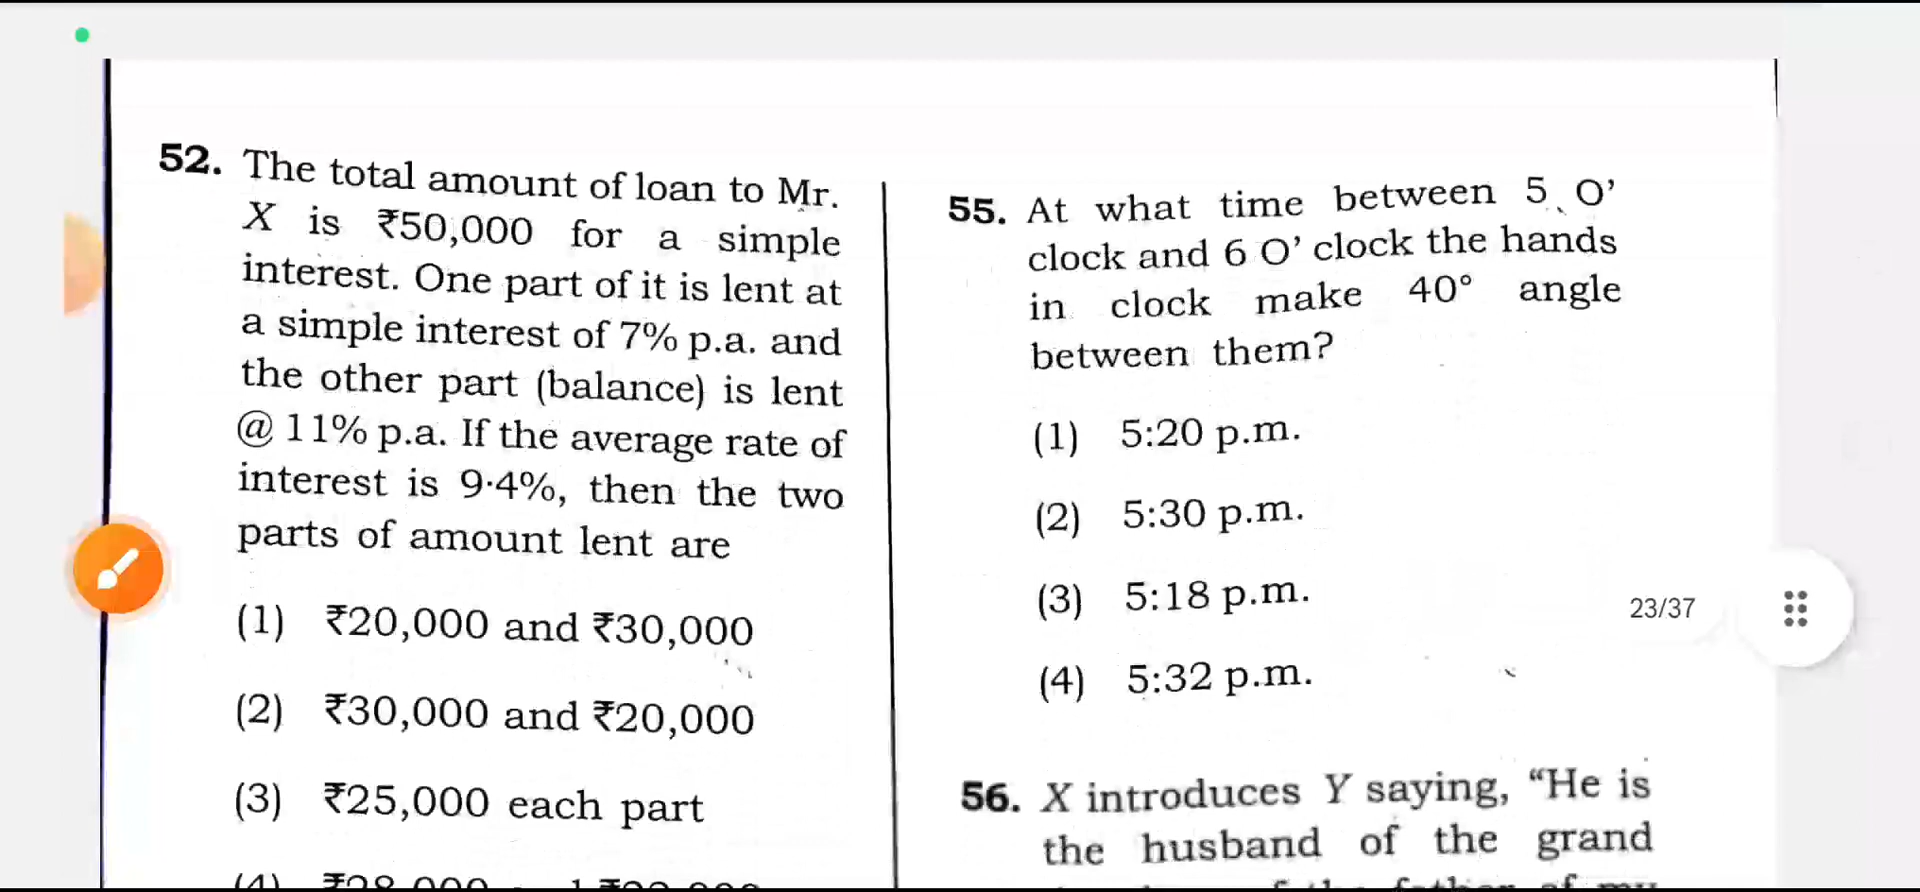 52. The total amount of loan to Mr.
X is ₹50,000 for a simple
interest. One part of it is lent at
a simple interest of 7% p.a. and
the other part (balance) is lent
@ 11% p.a. If the average rate of
interest is 9·4%, then the two
parts of amount lent are
(1) ₹20,000 and ₹30,000
(2) ₹30,000 and ₹20,000
(3) ₹25,000 each part
55. At what time between 5 O’
clock and 6 O’ clock the hands
in clock make 40° angle
between them?
(1) 5:20 p.m.
(2) 5:30 p.m.
(3) 5:18 p.m.
(4) 5:32 p.m.
56. X introduces Y saying, “He is
the husband of the grand
23/37